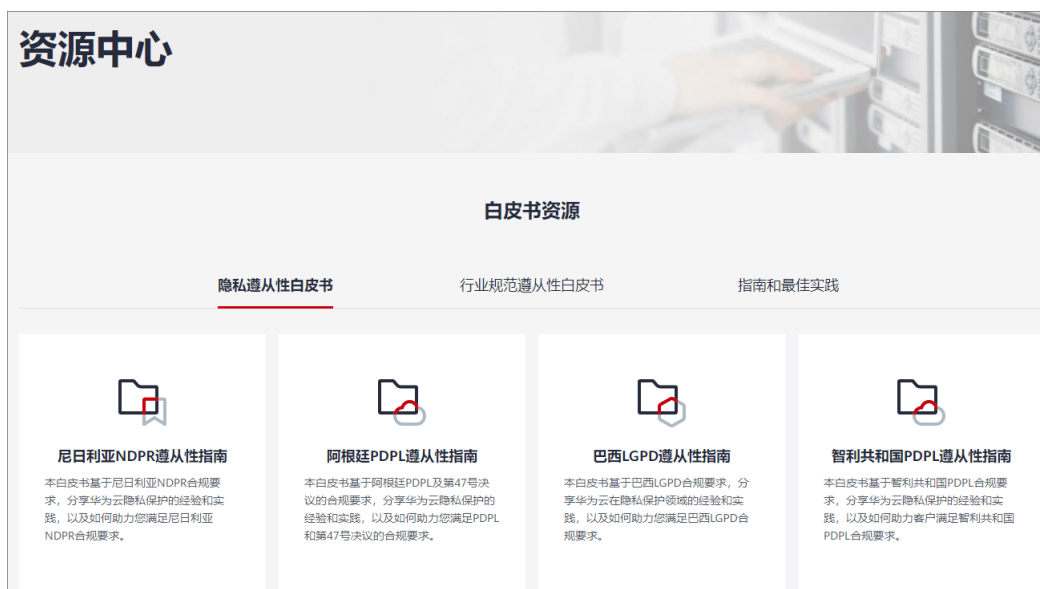 资源中心
白皮书资源
隐私遵从性白皮书
行业规范遵从性白皮书
指南和最佳实践
尼日利亚NDPR遵从性指南
本白皮书基于尼日利亚NDPR合规要
求，分享华为云隐私保护的经验和实
践，以及如何助力您满足尼日利亚
NDPR合规要求。
阿根廷PDPL遵从性指南
本白皮书基于阿根廷PDPL及第47号决
议的合规要求，分享华为云隐私保护的
经验和实践，以及如何助力您满足PDPL
和第47号决议的合规要求。
巴西LGPD遵从性指南
本白皮书基于巴西LGPD合规要求，分
享华为云在隐私保护领域的经验和实
践，以及如何助力您满足巴西LGPD合
规要求。
智利共和国PDPL遵从性指南
本白皮书基于智利共和国PDPL合规要
求，分享华为云隐私保护的经验和实
践，以及如何助力客户满足智利共和国
PDPL合规要求。